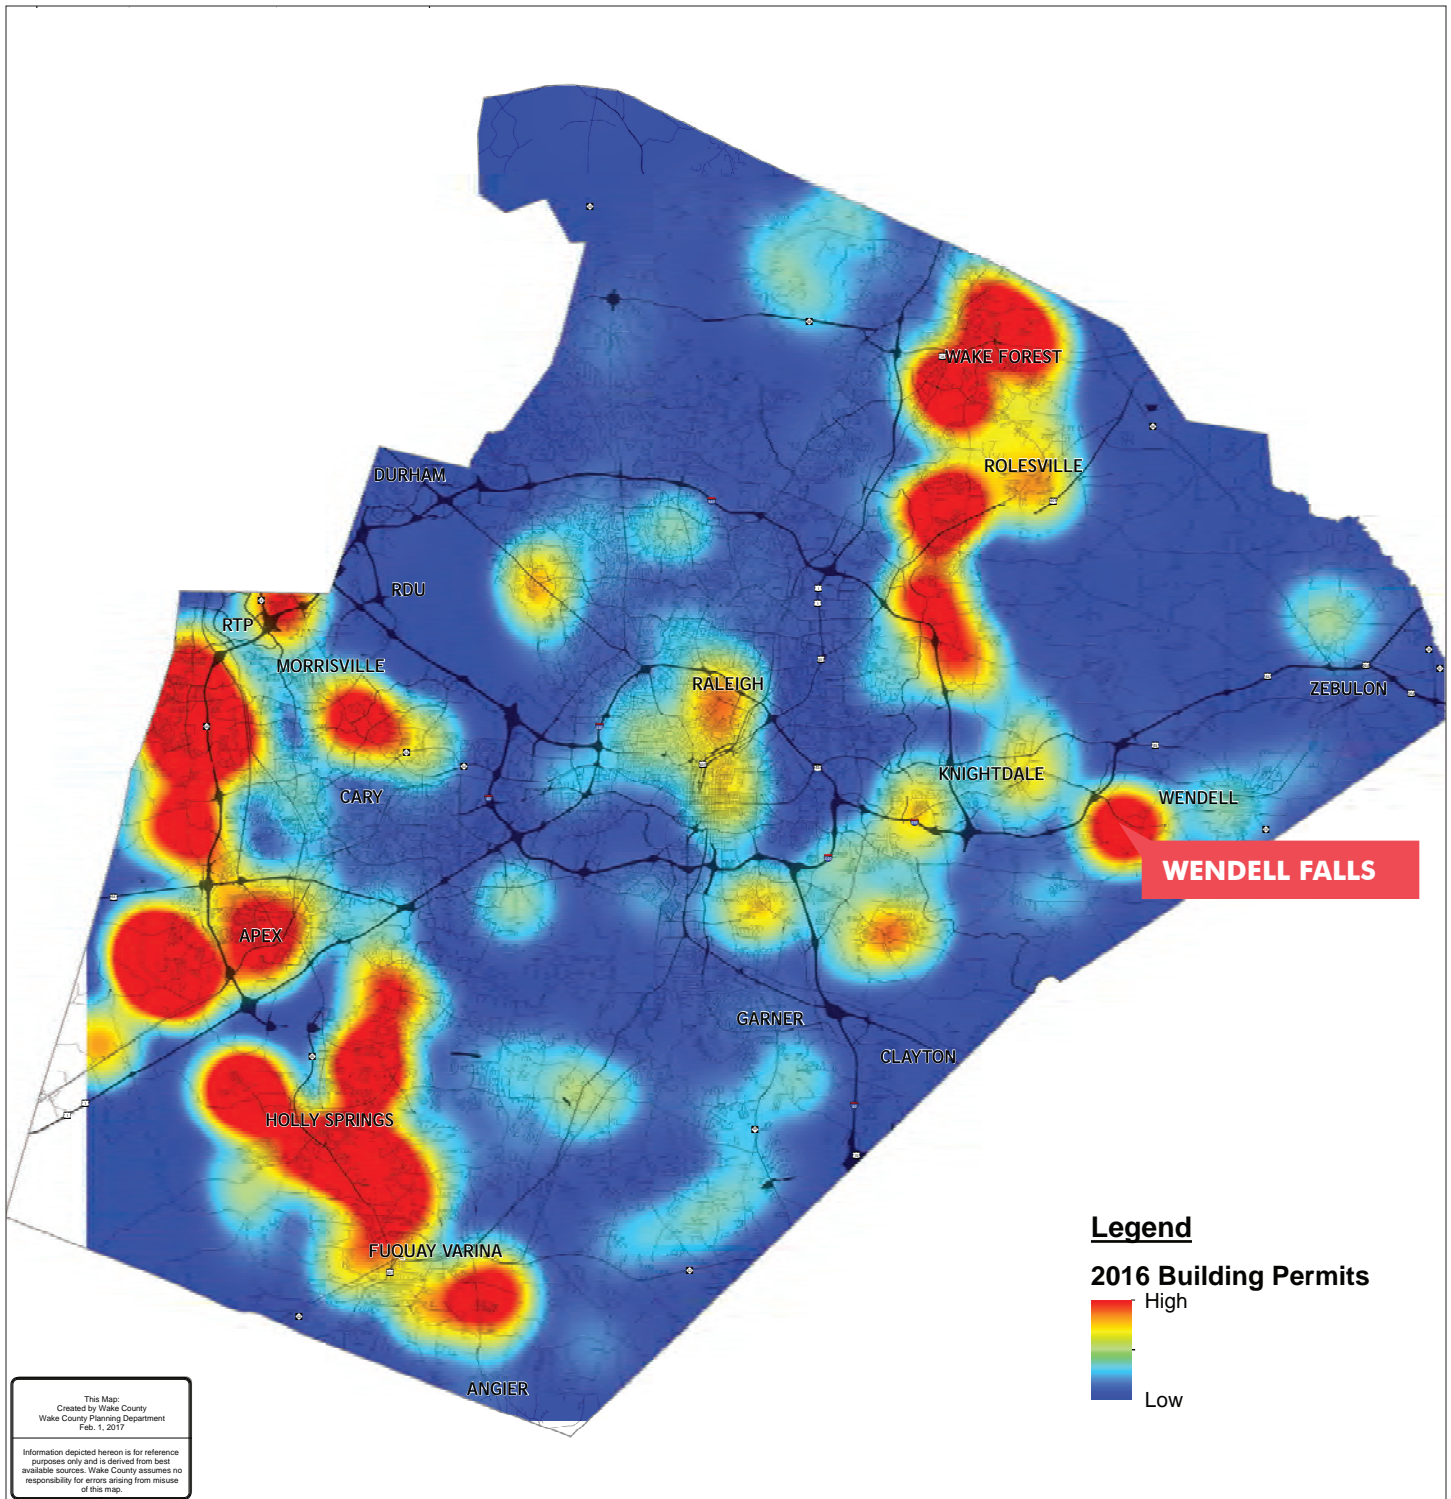 WAKE FOREST
ROLESVILLE
DURHAM
RDU
RTP
MORRISVILLE
RALEIGH
ZEBULON
KNIGHTDALE
CARY
WENDELL
WENDELL FALLS
APEX
GARNER
CLAYTON
HOLLY SPRINGS
FUQUAY VARINA
ANGIER
Legend
2016 Building Permits
High
Low
This Map:
Created by Wake County
Wake County Planning Department
Feb. 1, 2017
Information depicted hereon is for reference
purposes only and is derived from best
available sources. Wake County assumes no
responsibility for errors arising from misuse
of this map.